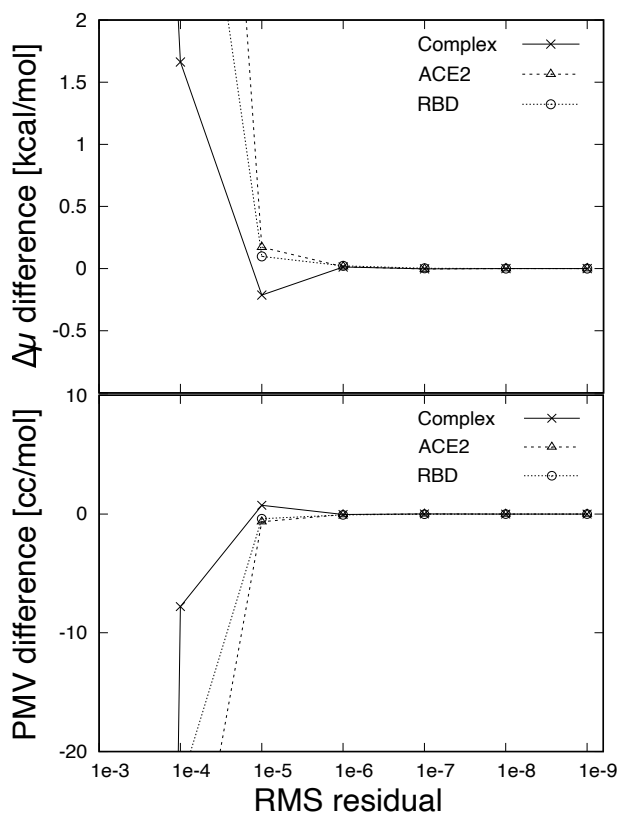 2
1.5
1
0.5
0
-0.5
Δμ difference [kcal/mol]
Complex
ACE2
RBD
10
0
-10
-20
PMV difference [cc/mol]
Complex
ACE2
RBD
1e-3 1e-4 1e-5 1e-6 1e-7 1e-8 1e-9
RMS residual